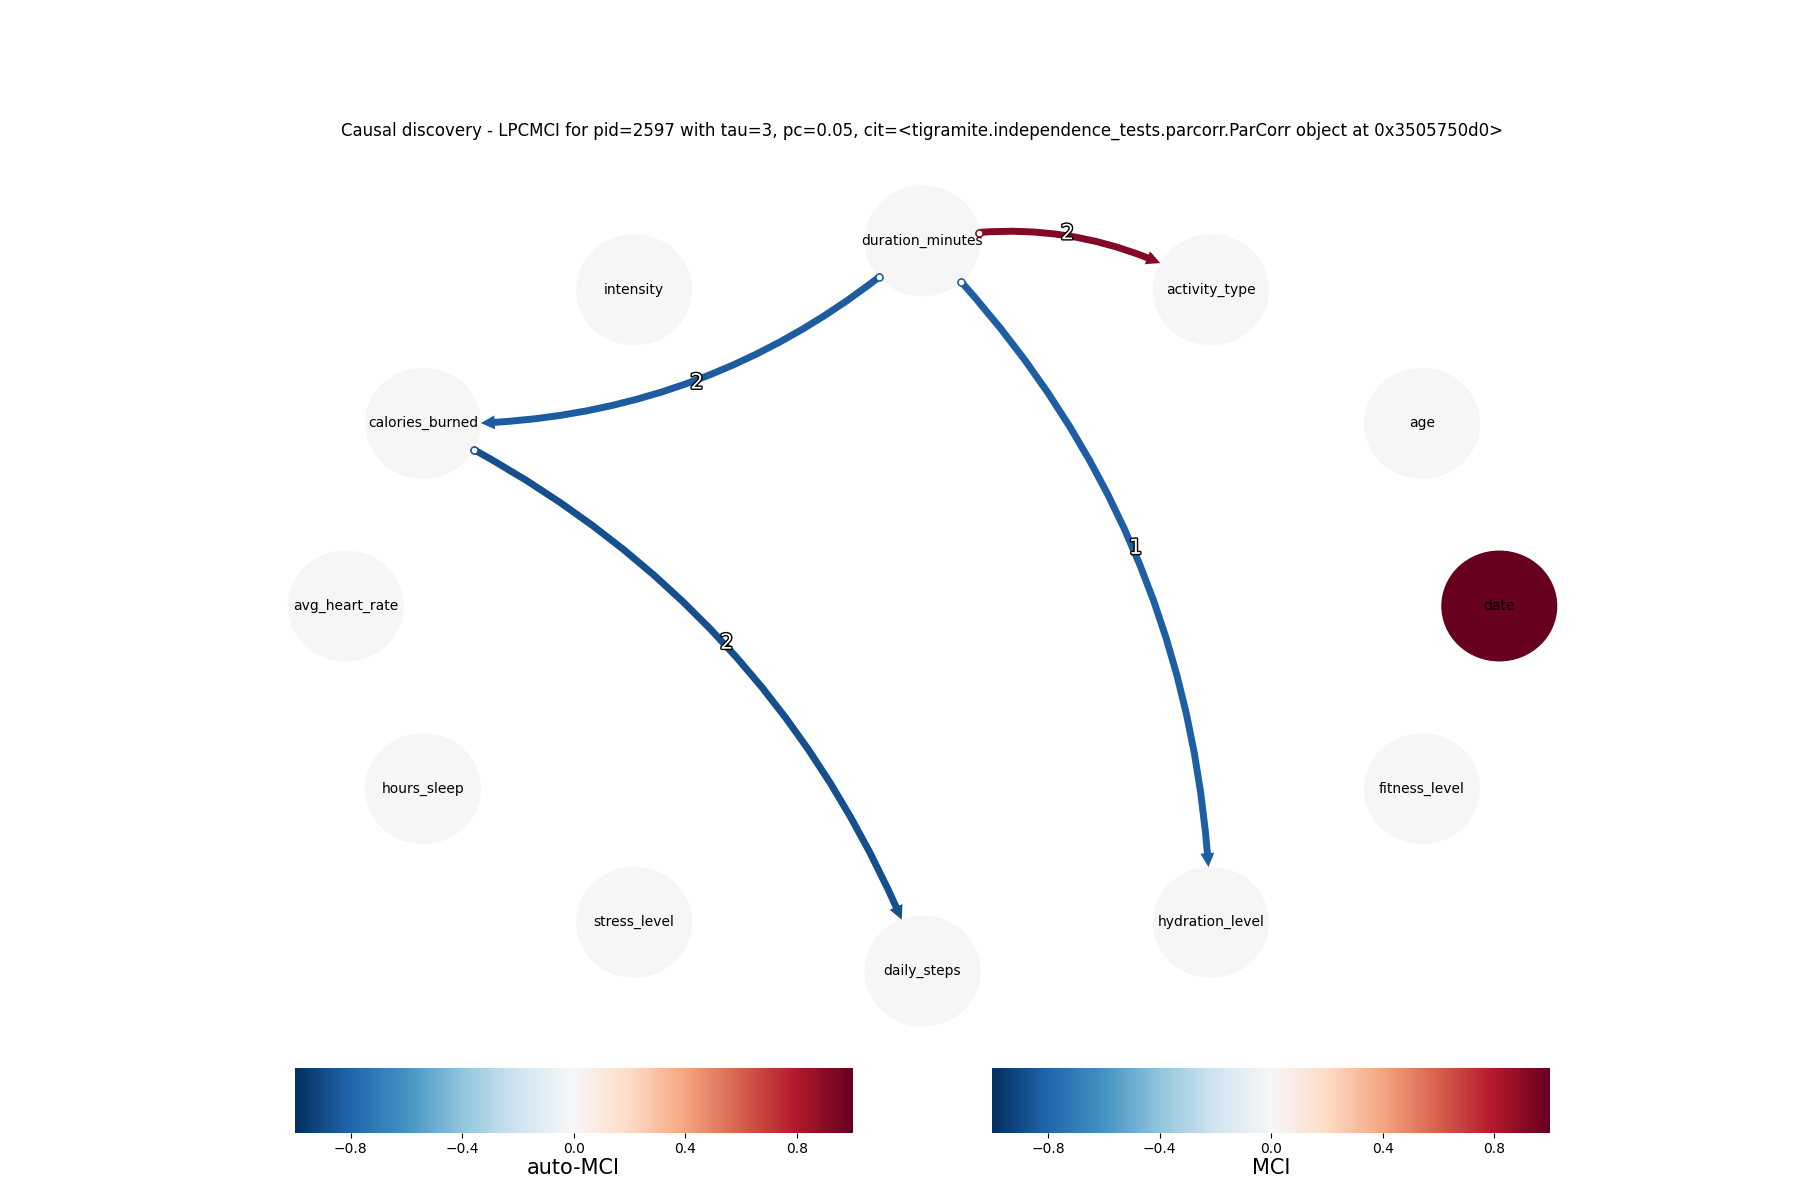 Causal discovery - LPCMCI for pid=2597 with tau=3, pc=0.05, cit=<tigramite.independence_tests.parcorr.ParCorr object at 0x3505750d0>
duration_minutes
2
intensity
activity_type
2
calories_burned
age
1
avg_heart_rate
date
2
hours_sleep
fitness_level
stress_level
hydration_level
daily_steps
−0.8 −0.4 0.0 0.4 0.8
auto-MCI
−0.8 −0.4 0.0 0.4 0.8
MCI